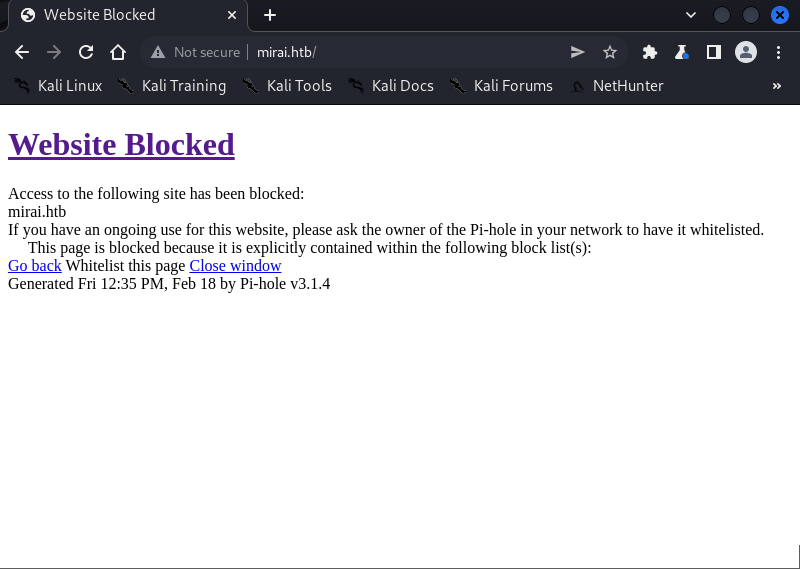 Website Blocked
Not secure
mirai.htb/
Kali Linux
Kali Training
Kali Tools
Kali Docs
Kali Forums
NetHunter
»
Website Blocked
Access to the following site has been blocked:
mirai.htb
If you have an ongoing use for this website, please ask the owner of the Pi-hole in your network to have it whitelisted.
This page is blocked because it is explicitly contained within the following block list(s):
Go back Whitelist this page Close window
Generated Fri 12:35 PM, Feb 18 by Pi-hole v3.1.4